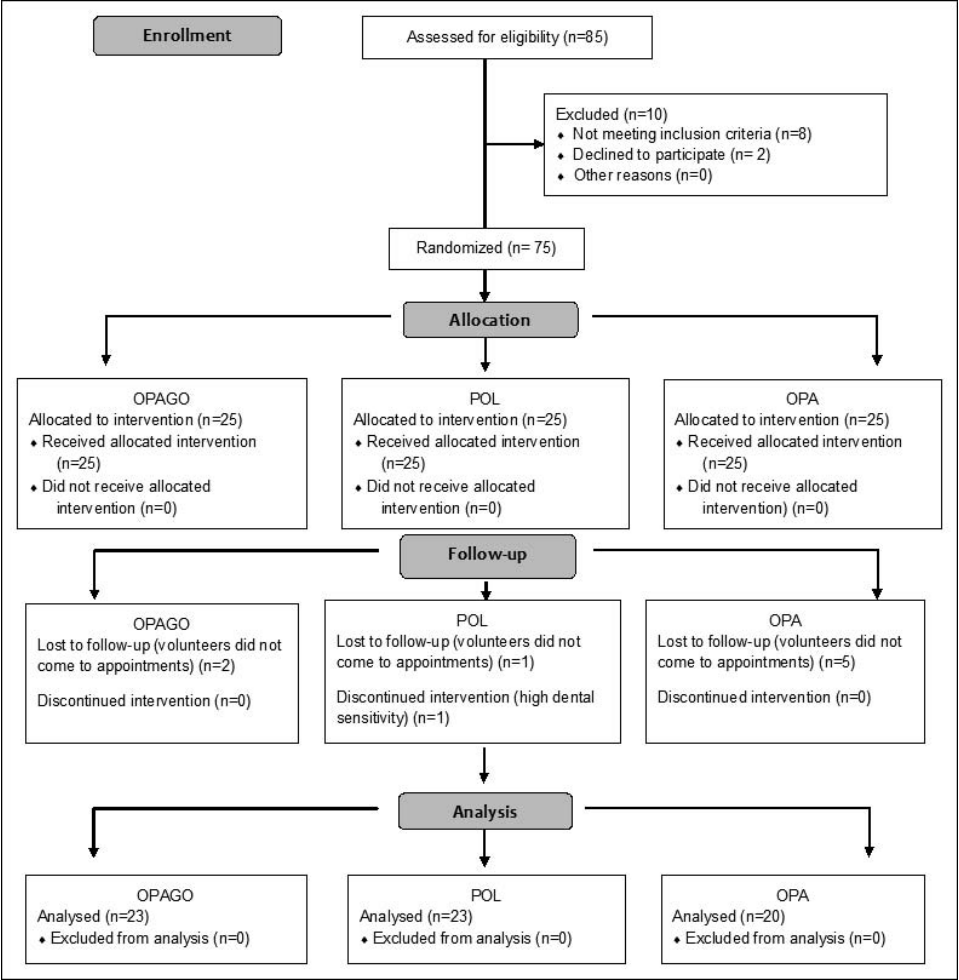 Enrollment
Assessed for eligibility (n=85)
Excluded (n=10)
⬧ Not meeting inclusion criteria (n=8)
⬧ Declined to participate (n= 2)
⬧ Other reasons (n=0)
Randomized (n= 75)
Allocation
OPAGO
Allocated to intervention (n=25)
⬧ Received allocated intervention
(n=25)
⬧ Did not receive allocated
intervention (n=0)
POL
Allocated to intervention (n=25)
⬧ Received allocated intervention
(n=25)
⬧ Did not receive allocated
intervention (n=0)
OPA
Allocated to intervention (n=25)
⬧ Received allocated intervention
(n=25)
⬧ Did not receive allocated
intervention) (n=0)
Follow-up
OPAGO
Lost to follow-up (volunteers did not
come to appointments) (n=2)
Discontinued intervention (n=0)
POL
Lost to follow-up (volunteers did not
come to appointments) (n=1)
Discontinued intervention (high dental
sensitivity) (n=1)
OPA
Lost to follow-up (volunteers did not
come to appointments) (n=5)
Discontinued intervention (n=0)
Analysis
OPAGO
Analysed (n=23)
⬧ Excluded from analysis (n=0)
POL
Analysed (n=23)
⬧ Excluded from analysis (n=0)
OPA
Analysed (n=20)
⬧ Excluded from analysis (n=0)